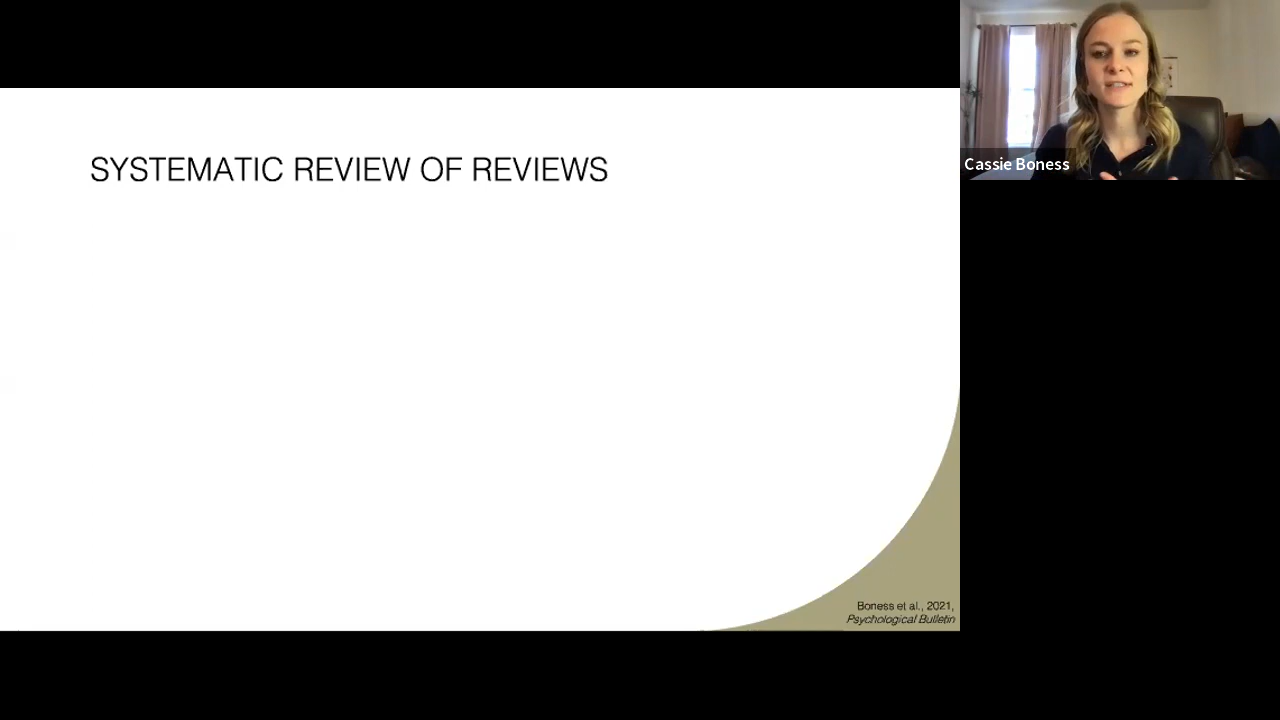 SYSTEMATIC REVIEW OF REVIEWS
Cassie Boness
Boness et al., 2021,
Psychological Bulletin